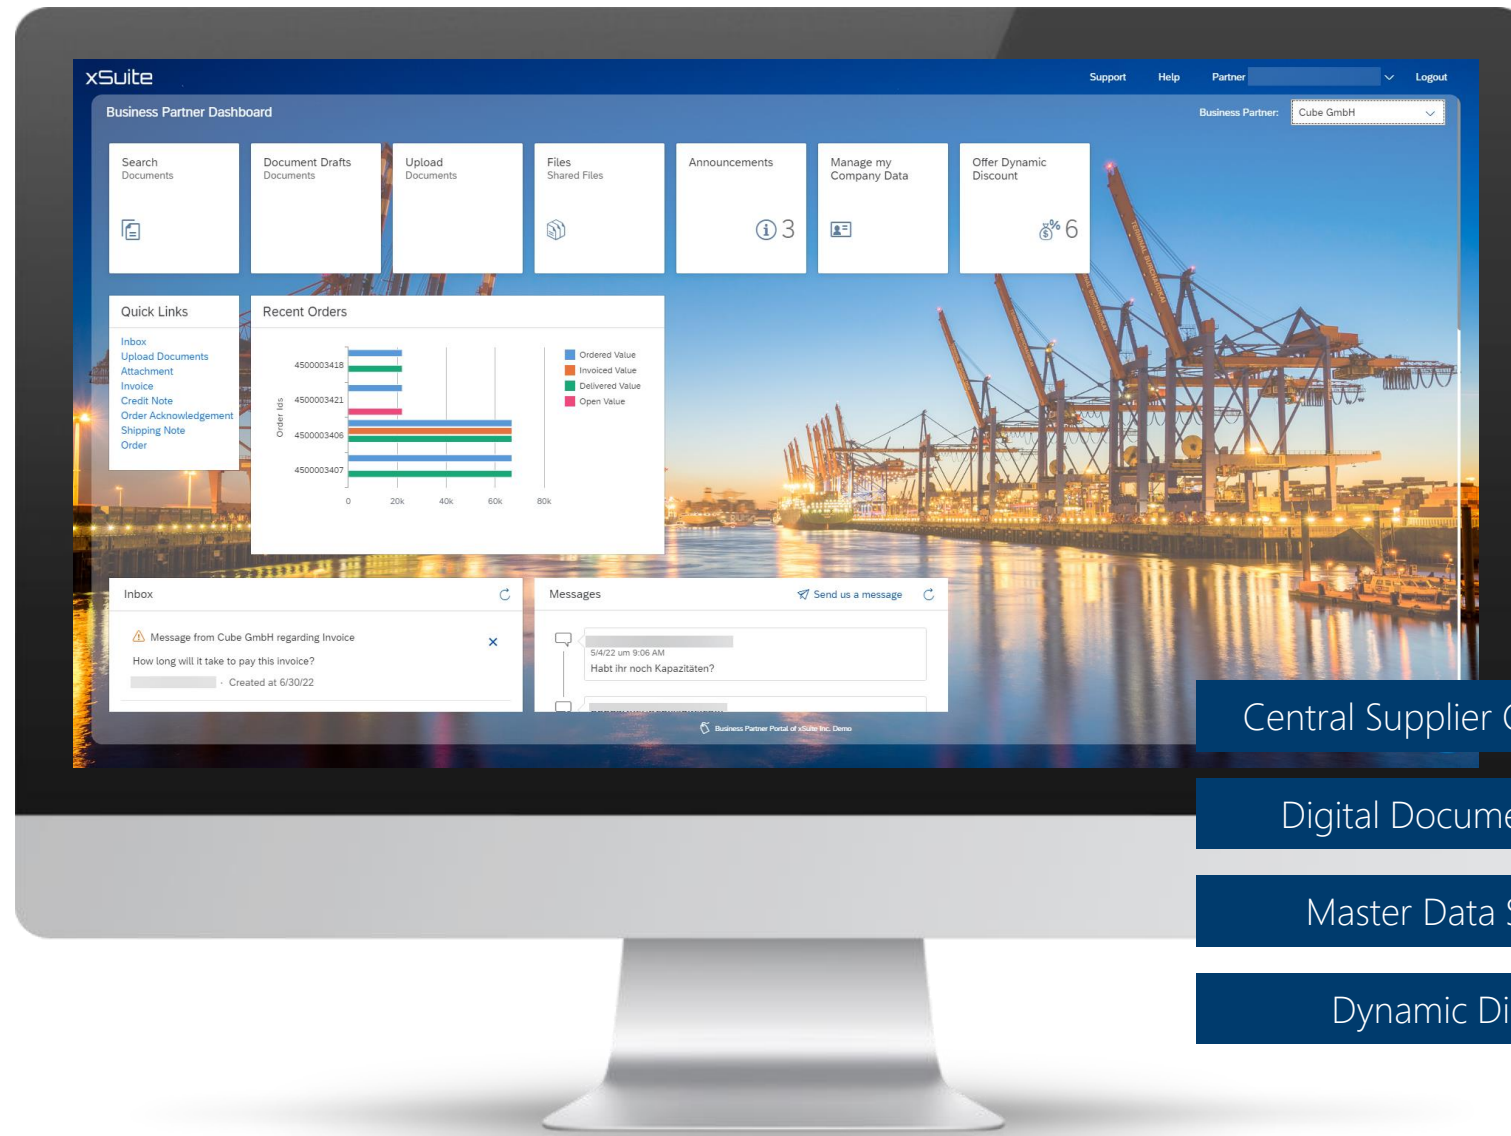 xSuite
Support Help Partner Logout
Business Partner Dashboard
Business Partner: Cube GmbH
Search
Documents
Document Drafts
Documents
Upload
Documents
Files
Shared Files
Announcements
3
Manage my
Company Data
Offer Dynamic
Discount
6
Quick Links
Inbox
Upload Documents
Attachment
Invoice
Credit Note
Order Acknowledgement
Shipping Note
Order
Recent Orders
Order Ids
4500003418
4500003421
4500003406
4500003407
0 20k 40k 60k 80k
Ordered Value
Invoiced Value
Delivered Value
Open Value
Inbox
Message from Cube GmbH regarding Invoice
How long will it take to pay this invoice?
· Created at 6/30/22
Messages
Send us a message
5/4/22 um 9:06 AM
Habt ihr noch Kapazitäten?
Business Partner Portal of xSuite Inc. Demo
Central Supplier
Digital
Master Data
Dynamic